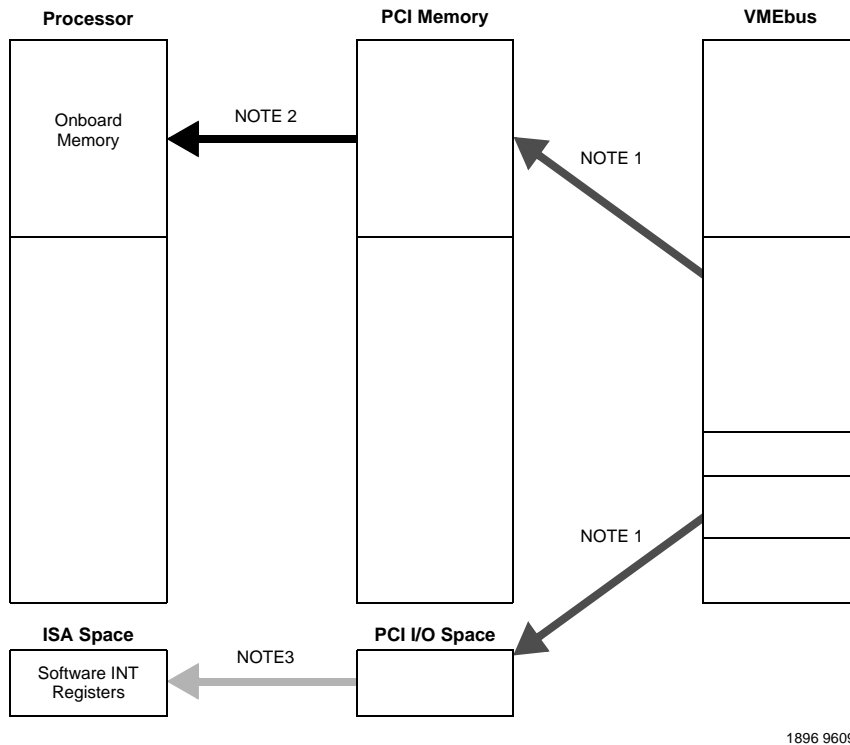 Processor
PCI Memory
VMEbus
Onboard
Memory
NOTE 2
NOTE 1
NOTE 1
ISA Space
PCI I/O Space
Software INT
Registers
NOTE3
1896 9609